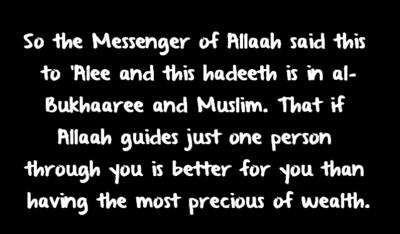 So the Messenger of Allaah said this
to 'Alee and this hadeeth is in al-
Bukhaaree and Muslim. That if
Allaah guides just one person
through you is better for you than
having the most precious of wealth.